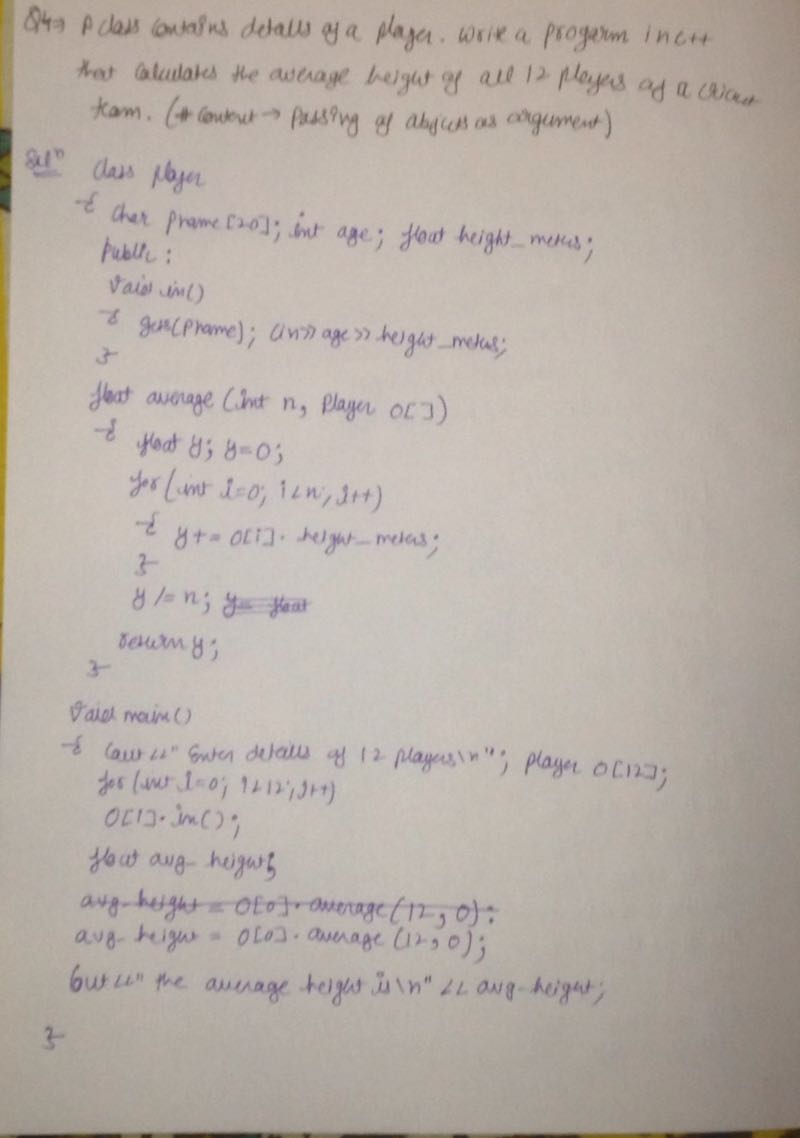 Q4→ A class contains details of a player. Write a progarm in c++
that calculates the average height of all 12 players of a cricket
team. (# Context → Passing of objects as argument)
Solⁿ class player
{ char pname[20]; int age; float height_meters;
public:
void in()
{ gets(pname); cin>>age>>height_meters;
}
float average (int n, player O[])
{ float y; y=0;
for(int i=0; i<n; i++)
{ y+= O[i].height_meters;
}
y/=n; y= float
return y;
}
void main()
{ cout<<"Enter details of 12 players\n"; player O[12];
for(int i=0; i<12; i++)
O[i].in();
float avg_height;
avg_height = O[0].average(12,O);
avg_height = O[0].average(12,O);
cout<<"the average height is\n"<<avg_height;
}